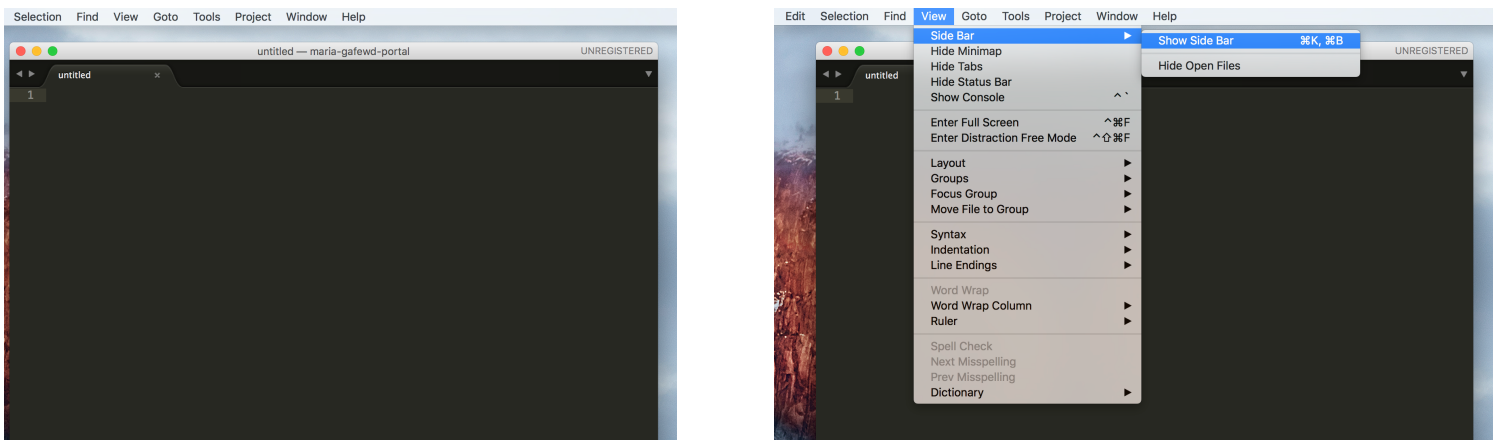 Selection Find View Goto Tools Project Window Help
untitled — maria-gafewd-portal UNREGISTERED
untitled ×
1
Edit Selection Find View Goto Tools Project Window Help
Side Bar ▶
Show Side Bar ⌘K, ⌘B
Hide Open Files
UNREGISTERED
untitled
1
Hide Minimap
Hide Tabs
Hide Status Bar
Show Console ^`
Enter Full Screen ^⌘F
Enter Distraction Free Mode ^⇧⌘F
Layout ▶
Groups ▶
Focus Group ▶
Move File to Group ▶
Syntax ▶
Indentation ▶
Line Endings ▶
Word Wrap
Word Wrap Column ▶
Ruler ▶
Spell Check
Next Misspelling
Prev Misspelling
Dictionary ▶